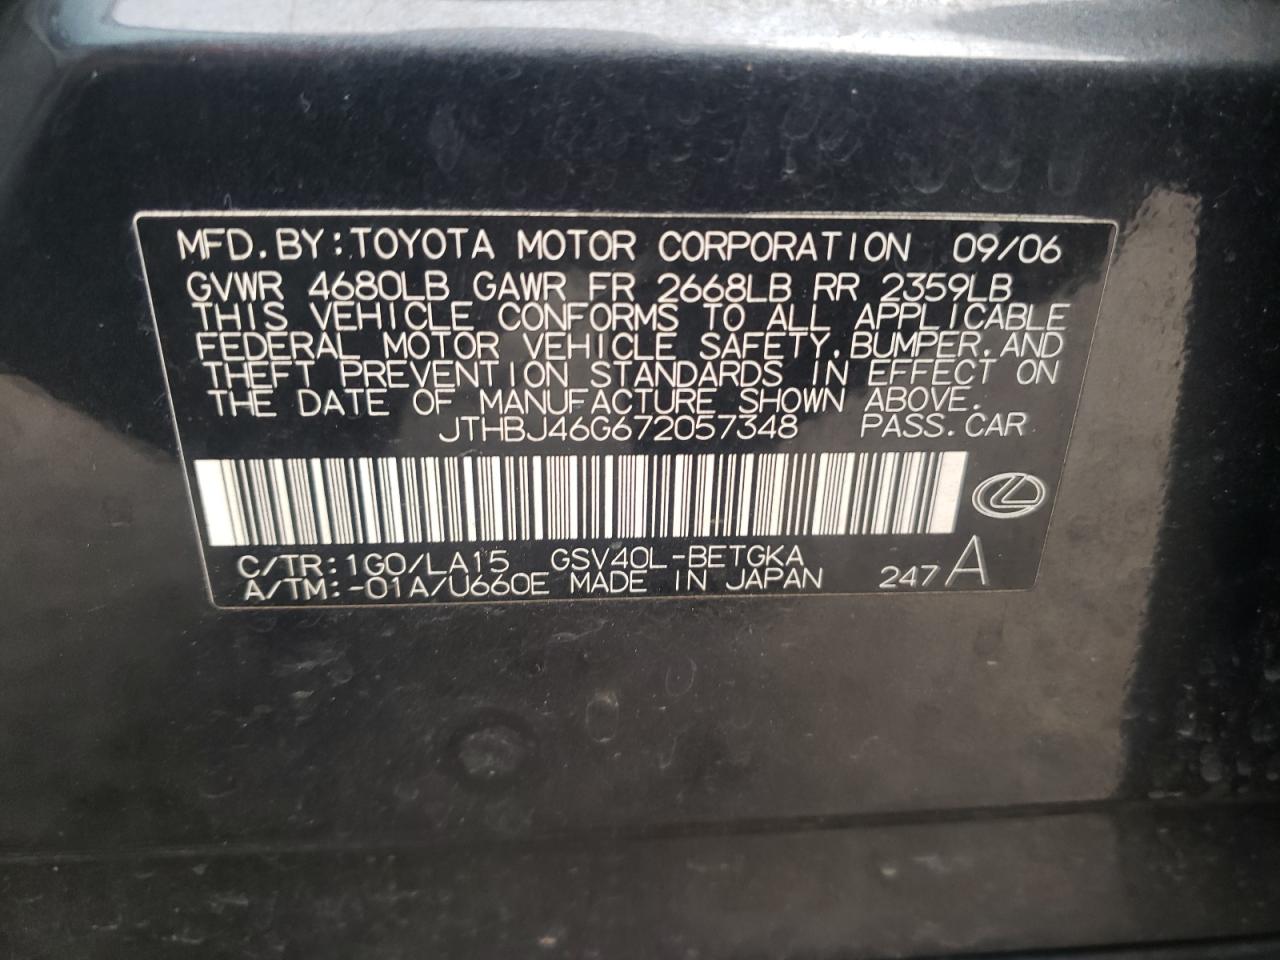 MFD. BY: TOYOTA MOTOR CORPORATION 09/06
GVWR 4680LB GAWR FR 2668LB RR 2359LB
THIS VEHICLE CONFORMS TO ALL APPLICABLE
FEDERAL MOTOR VEHICLE SAFETY, BUMPER, AND
THEFT PREVENTION STANDARDS IN EFFECT ON
THE DATE OF MANUFACTURE SHOWN ABOVE.
JTHBJ46G672057348 PASS. CAR
C/TR: 1G0/LA15 GSV40L-BETGKA
A/TM: -01A/U660E MADE IN JAPAN 247 A